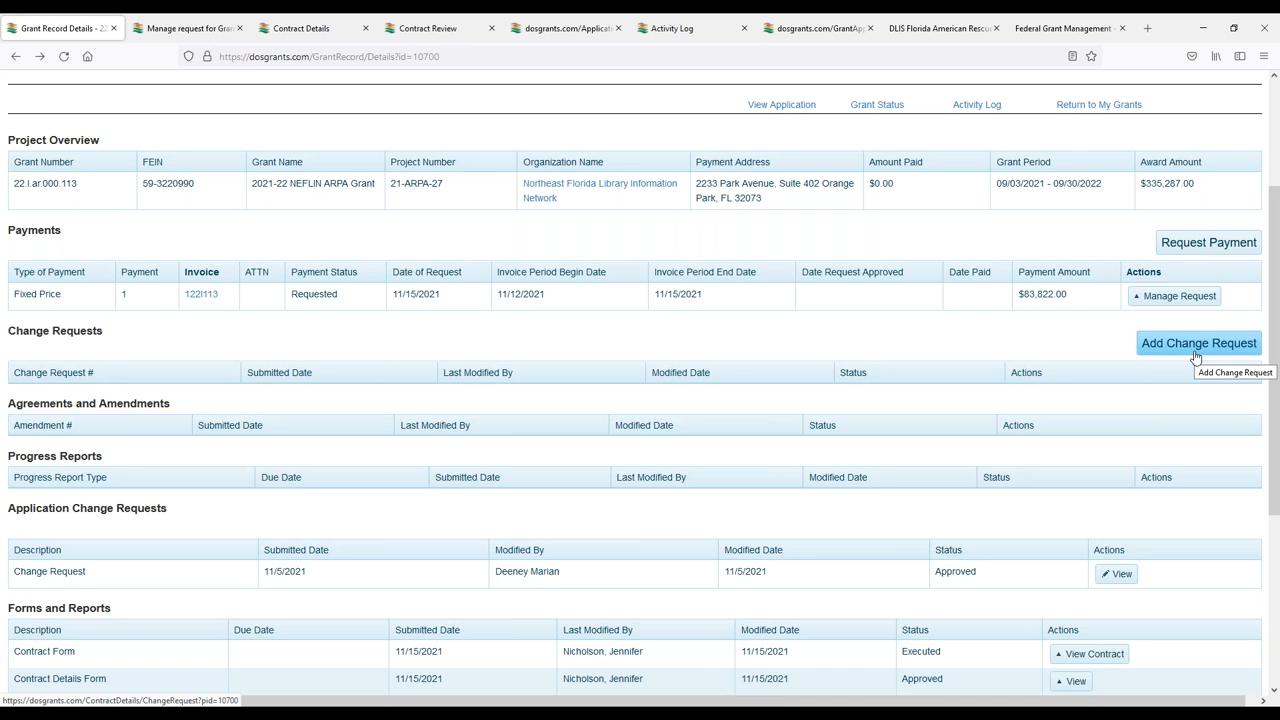 Grant Record Details - 22
Manage request for Gran
Contract Details
Contract Review
dosgrants.com/Applicati
Activity Log
dosgrants.com/GrantApp
DLIS Florida American Rescu
Federal Grant Management -
https://dosgrants.com/GrantRecord/Details?id=10700
View Application Grant Status Activity Log Return to My Grants
Project Overview
Grant Number FEIN Grant Name Project Number Organization Name Payment Address Amount Paid Grant Period Award Amount
22.l.ar.000.113 59-3220990 2021-22 NEFLIN ARPA Grant 21-ARPA-27 Northeast Florida Library Information 2233 Park Avenue, Suite 402 Orange $0.00 09/03/2021 - 09/30/2022 $335,287.00
Network Park, FL 32073
Payments
Request Payment
Type of Payment Payment Invoice ATTN Payment Status Date of Request Invoice Period Begin Date Invoice Period End Date Date Request Approved Date Paid Payment Amount Actions
Fixed Price 1 122I113 Requested 11/15/2021 11/12/2021 11/15/2021 $83,822.00 Manage Request
Change Requests
Add Change Request
Change Request # Submitted Date Last Modified By Modified Date Status Actions
Add Change Request
Agreements and Amendments
Amendment # Submitted Date Last Modified By Modified Date Status Actions
Progress Reports
Progress Report Type Due Date Submitted Date Last Modified By Modified Date Status Actions
Application Change Requests
Description Submitted Date Modified By Modified Date Status Actions
Change Request 11/5/2021 Deeney Marian 11/5/2021 Approved View
Forms and Reports
Description Due Date Submitted Date Last Modified By Modified Date Status Actions
Contract Form 11/15/2021 Nicholson, Jennifer 11/15/2021 Executed View Contract
Contract Details Form 11/15/2021 Nicholson, Jennifer 11/15/2021 Approved View
https://dosgrants.com/ContractDetails/ChangeRequest?pid=10700